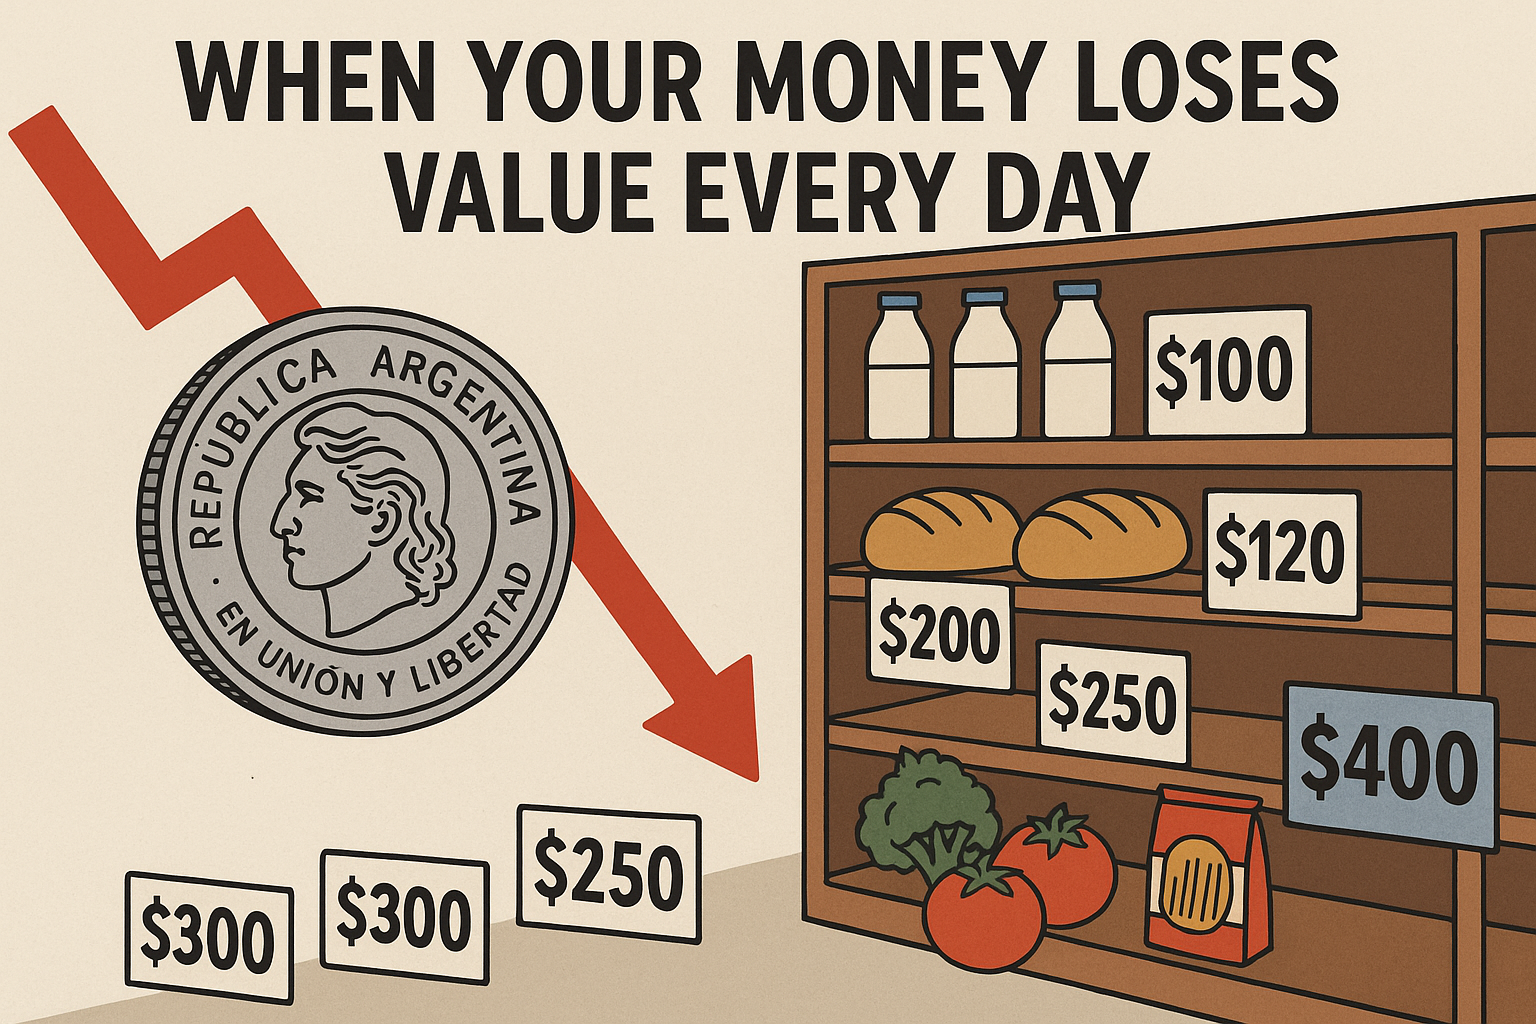 WHEN YOUR MONEY LOSES
VALUE EVERY DAY
REPÚBLICA ARGENTINA
· EN UNIÓN Y LIBERTAD
$100
$120
$200
$250
$400
$250
$300
$300